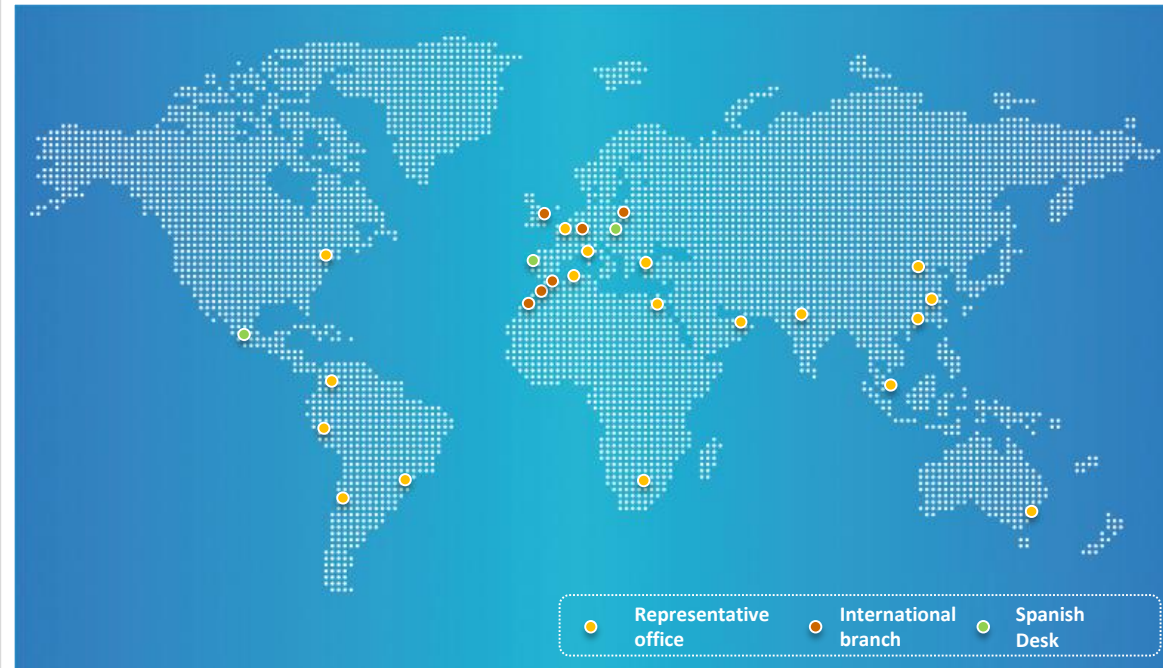 Representative
office
International
branch
Spanish
Desk